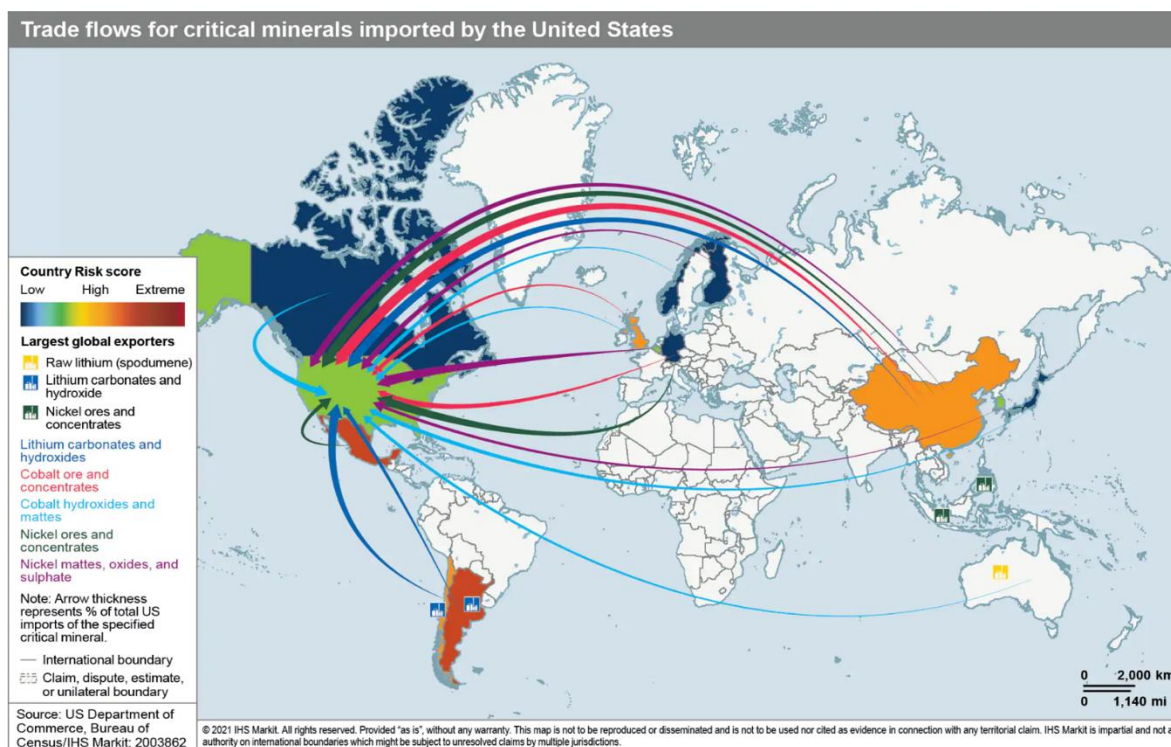 Trade flows for critical minerals imported by the United States
Country Risk score
Low High Extreme
Largest global exporters
Raw lithium (spodumene)
Lithium carbonates and
hydroxide
Nickel ores and
concentrates
Lithium carbonates and
hydroxides
Cobalt ore and
concentrates
Cobalt hydroxides and
mattes
Nickel ores and
concentrates
Nickel mattes, oxides, and
sulphate
Note: Arrow thickness
represents % of total US
imports of the specified
critical mineral.
International boundary
Claim, dispute, estimate,
or unilateral boundary
Source: US Department of
Commerce, Bureau of
Census/IHS Markit: 2003862
0 2,000 km
0 1,140 mi
© 2021 IHS Markit. All rights reserved. Provided "as is", without any warranty. This map is not to be reproduced or disseminated and is not to be used nor cited as evidence in connection with any territorial claim. IHS Markit is impartial and not
authority on international boundaries which might be subject to unresolved claims by multiple jurisdictions.